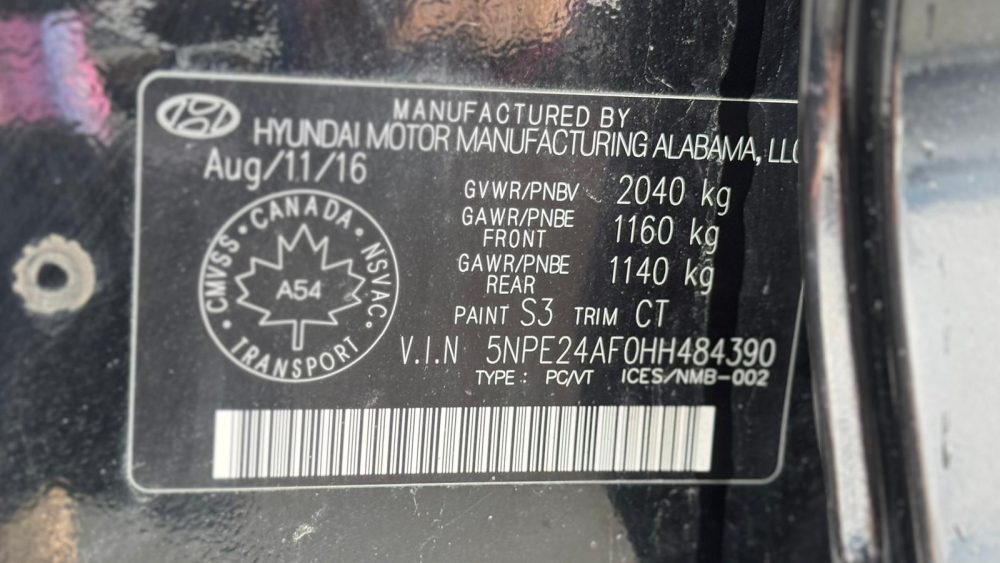 MANUFACTURED BY
HYUNDAI MOTOR MANUFACTURING ALABAMA, LLC
Aug/11/16
GVWR/PNBV 2040 kg
GAWR/PNBE FRONT 1160 kg
GAWR/PNBE REAR 1140 kg
PAINT S3 TRIM CT
V.I.N 5NPE24AF0HH484390
TYPE : PC/VT ICES/NMB-002
CMVSS • CANADA • NSVAC •
A54
TRANSPORT